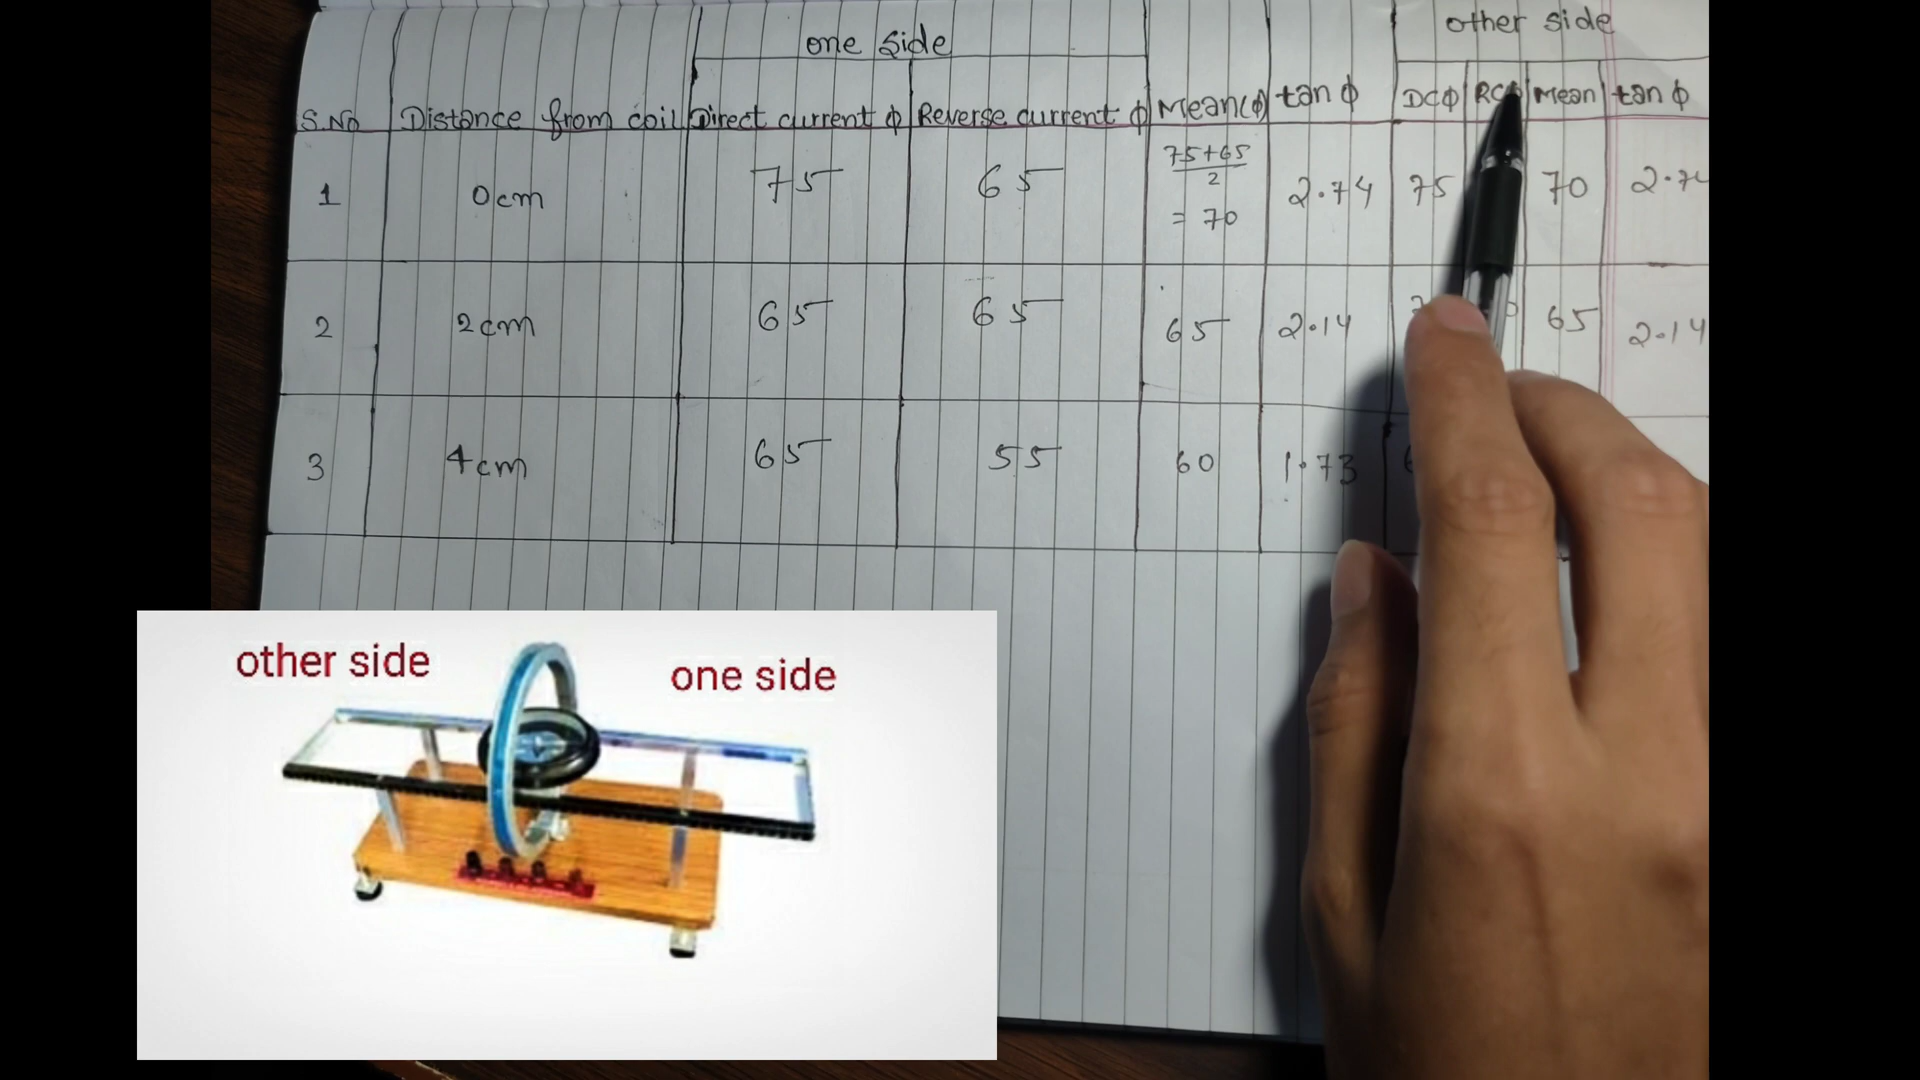 one side
other side
S.No Distance from coil Direct current ϕ Reverse current ϕ Mean(ϕ) tan ϕ DCϕ Mean tan ϕ
75+65
2
1 0cm 75 65 = 70 2.74 75 70
2 2cm 65 65 65 2.14 65 2.14
3 4cm 65 55 60 1.73
other side
one side